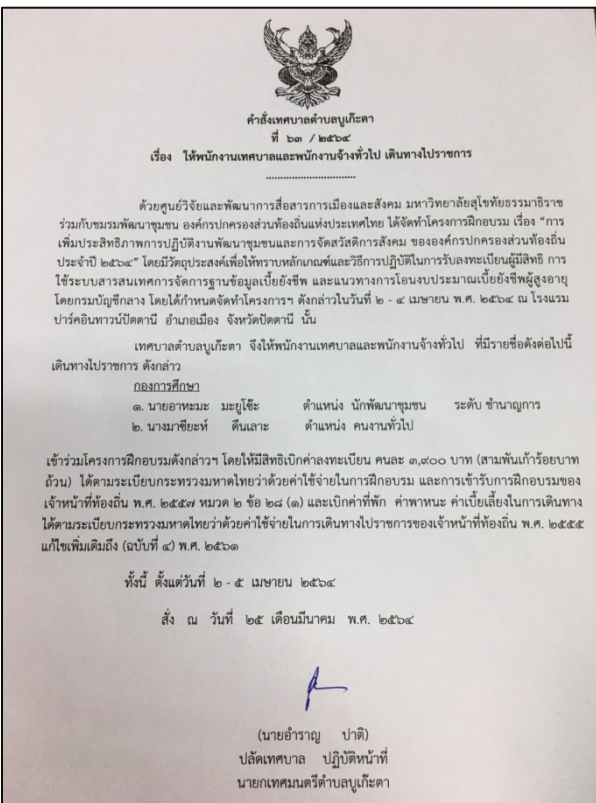 คำสั่งเทศบาลตำบลบูเก๊ะตา
ที่ ๖๓ / ๒๕๖๔
เรื่อง ให้พนักงานเทศบาลและพนักงานจ้างทั่วไป เดินทางไปราชการ
................................
ด้วยศูนย์วิจัยและพัฒนาการสื่อสารการเมืองและสังคม มหาวิทยาลัยสุโขทัยธรรมาธิราช
ร่วมกับชมรมพัฒนาชุมชน องค์กรปกครองส่วนท้องถิ่นแห่งประเทศไทย ได้จัดทำโครงการฝึกอบรม เรื่อง “การ
เพิ่มประสิทธิภาพการปฏิบัติงานพัฒนาชุมชนและการจัดสวัสดิการสังคม ขององค์กรปกครองส่วนท้องถิ่น
ประจำปี ๒๕๖๔” โดยมีวัตถุประสงค์เพื่อให้ทราบหลักเกณฑ์และวิธีการปฏิบัติในการรับลงทะเบียนผู้มีสิทธิ การ
ใช้ระบบสารสนเทศการจัดการฐานข้อมูลเบี้ยยังชีพ และแนวทางการโอนงบประมาณเบี้ยยังชีพผู้สูงอายุ
โดยกรมบัญชีกลาง โดยได้กำหนดจัดทำโครงการฯ ดังกล่าวในวันที่ ๒ - ๔ เมษายน พ.ศ. ๒๕๖๔ ณ โรงแรม
ปาร์คอินทาวน์ปัตตานี อำเภอเมือง จังหวัดปัตตานี นั้น
เทศบาลตำบลบูเก๊ะตา จึงให้พนักงานเทศบาลและพนักงานจ้างทั่วไป ที่มีรายชื่อดังต่อไปนี้
เดินทางไปราชการ ดังกล่าว
กองการศึกษา
๑. นายอาหะมะ มะยูโซ๊ะ ตำแหน่ง นักพัฒนาชุมชน ระดับ ชำนาญการ
๒. นางมาซียะห์ ดีนเลาะ ตำแหน่ง คนงานทั่วไป
เข้าร่วมโครงการฝึกอบรมดังกล่าวฯ โดยให้มีสิทธิเบิกค่าลงทะเบียน คนละ ๓,๙๐๐ บาท (สามพันเก้าร้อยบาท
ถ้วน) ได้ตามระเบียบกระทรวงมหาดไทยว่าด้วยค่าใช้จ่ายในการฝึกอบรม และการเข้ารับการฝึกอบรมของ
เจ้าหน้าที่ท้องถิ่น พ.ศ. ๒๕๕๗ หมวด ๒ ข้อ ๒๘ (๑) และเบิกค่าที่พัก ค่าพาหนะ ค่าเบี้ยเลี้ยงในการเดินทาง
ได้ตามระเบียบกระทรวงมหาดไทยว่าด้วยค่าใช้จ่ายในการเดินทางไปราชการของเจ้าหน้าที่ท้องถิ่น พ.ศ. ๒๕๕๕
แก้ไขเพิ่มเติมถึง (ฉบับที่ ๔) พ.ศ. ๒๕๖๑
ทั้งนี้ ตั้งแต่วันที่ ๒ - ๕ เมษายน ๒๕๖๔
สั่ง ณ วันที่ ๒๕ เดือนมีนาคม พ.ศ. ๒๕๖๔
(นายอำราญ ปาติ)
ปลัดเทศบาล ปฏิบัติหน้าที่
นายกเทศมนตรีตำบลบูเก๊ะตา